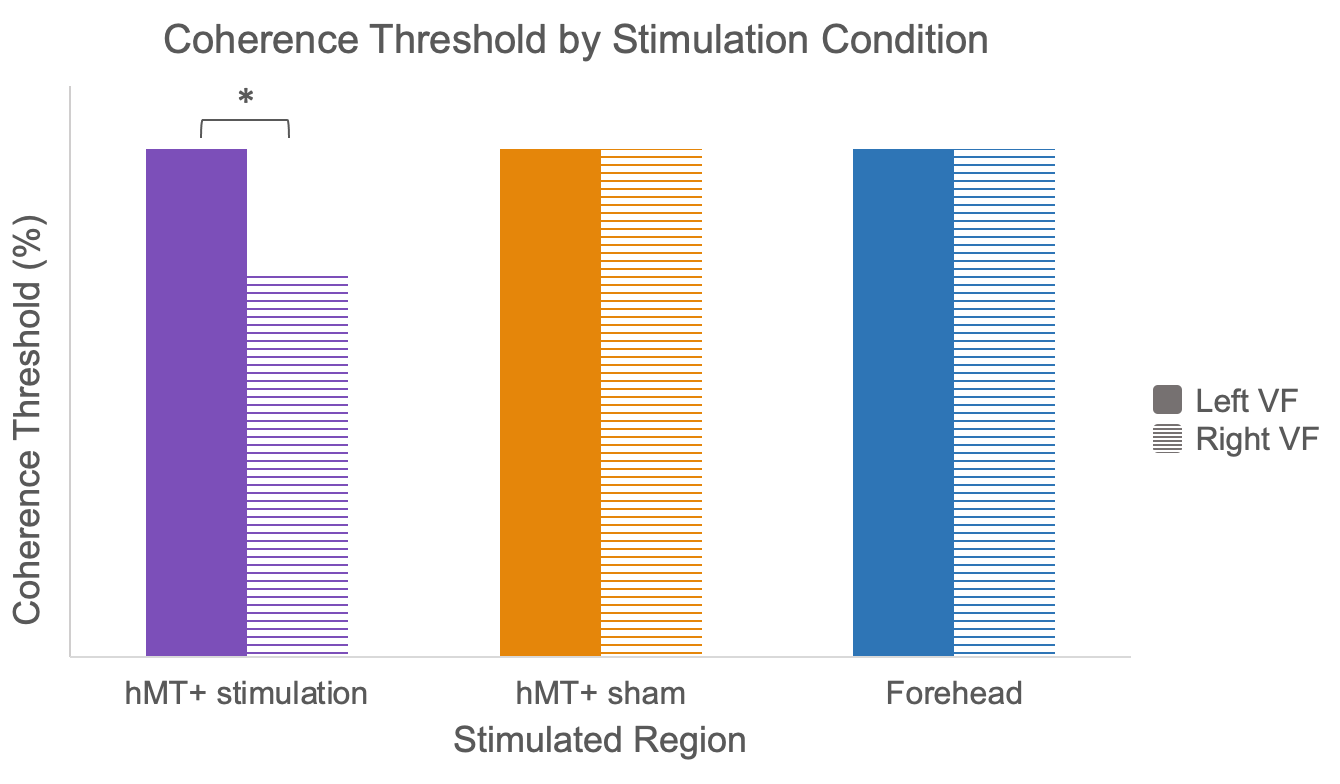 Coherence Threshold by Stimulation Condition
*
Coherence Threshold (%)
Left VF
Right VF
hMT+ stimulation
hMT+ sham
Forehead
Stimulated Region